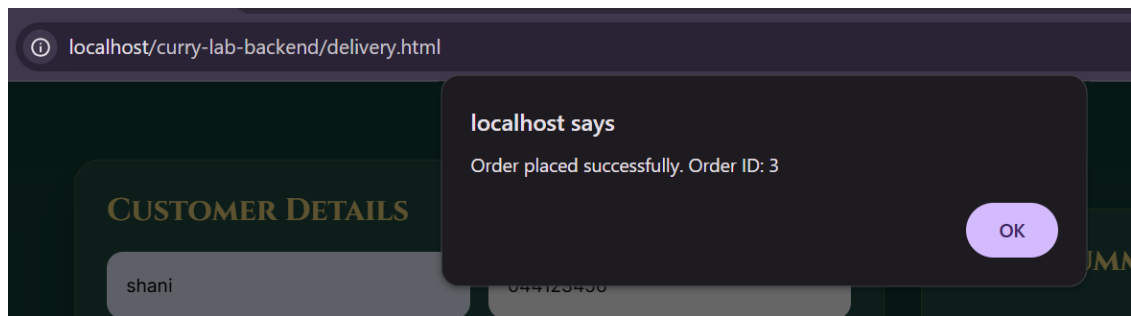 localhost/curry-lab-backend/delivery.html
localhost says
Order placed successfully. Order ID: 3
OK
CUSTOMER DETAILS
shani